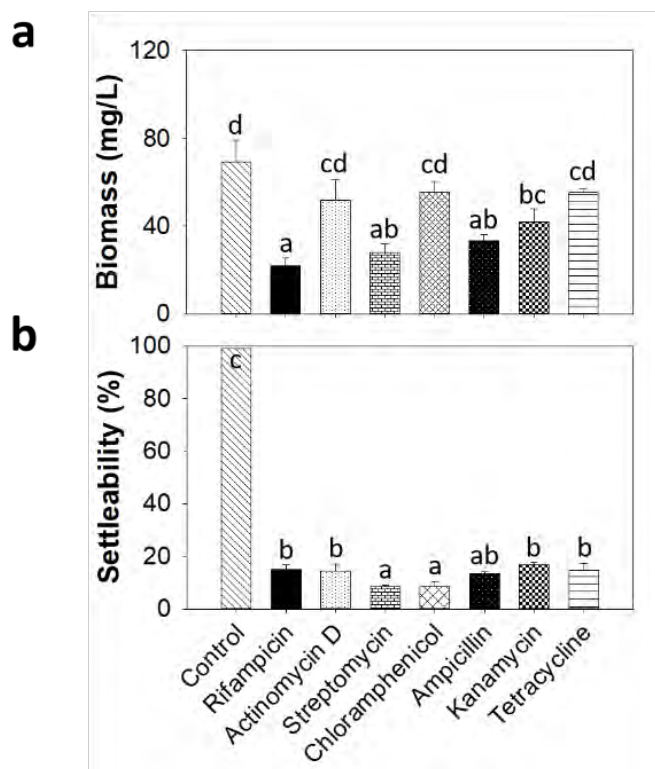 a
Biomass (mg/L)
120
80
40
0
d
a
cd
ab
cd
ab
bc
cd
b
Settleability (%)
100
80
60
40
20
0
c
b
b
a
a
ab
b
b
Control
Rifampicin
Actinomycin D
Streptomycin
Chloramphenicol
Ampicillin
Kanamycin
Tetracycline